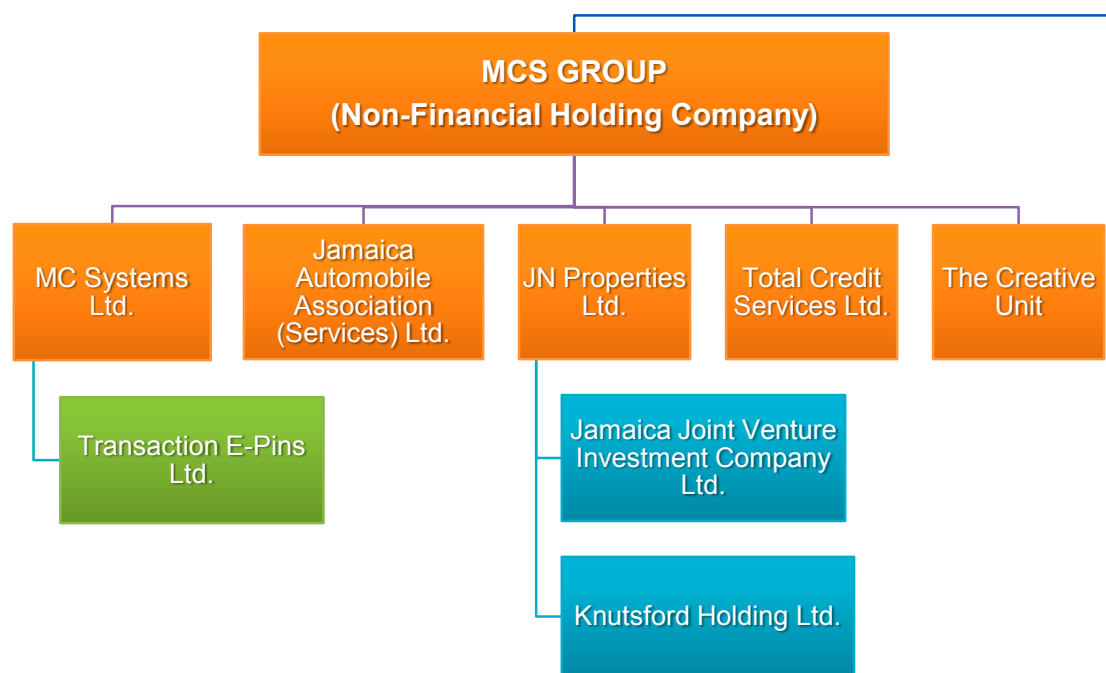 MCS GROUP
(Non-Financial Holding Company)
MC Systems
Ltd.
Jamaica
Automobile
Association
(Services) Ltd.
JN Properties
Ltd.
Total Credit
Services Ltd.
The Creative
Unit
Transaction E-Pins
Ltd.
Jamaica Joint Venture
Investment Company
Ltd.
Knutsford Holding Ltd.